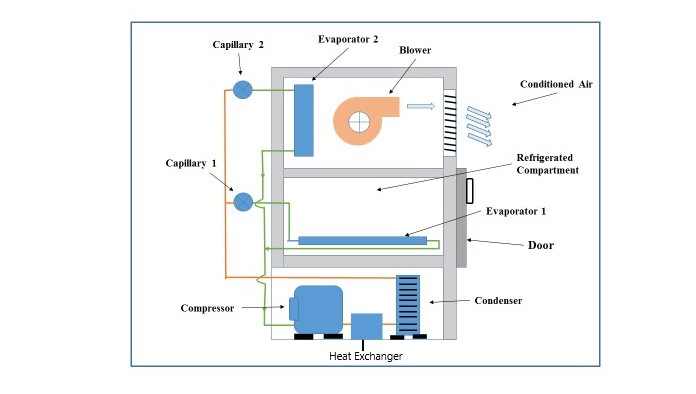 Capillary 2
Evaporator 2
Blower
Conditioned Air
Capillary 1
Refrigerated
Compartment
Evaporator 1
Door
Compressor
Condenser
Heat Exchanger